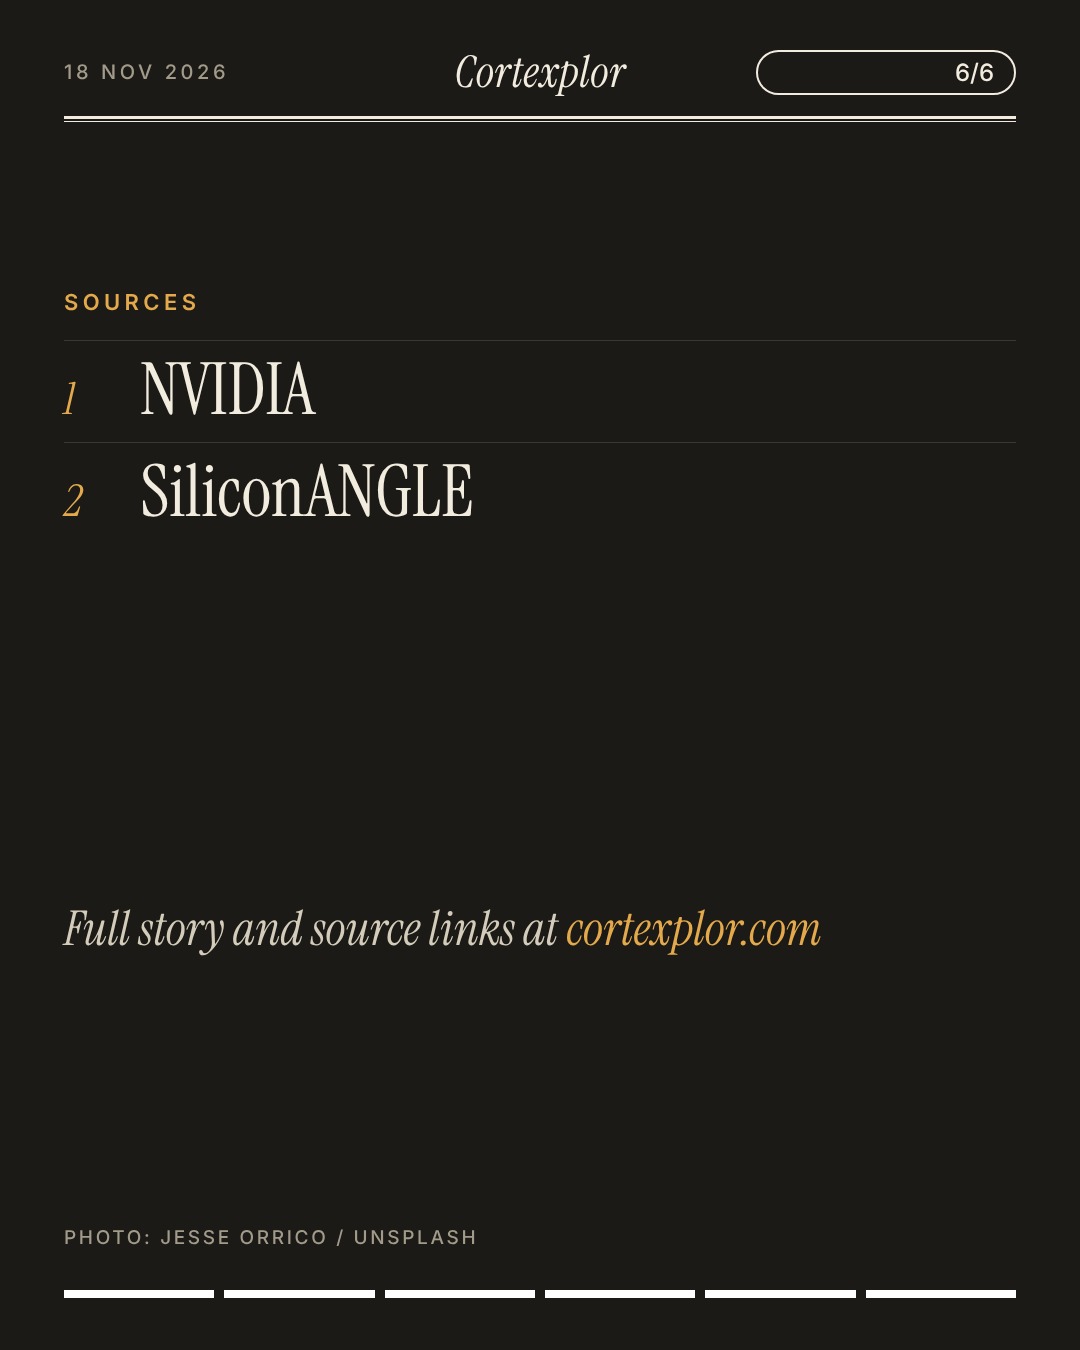 18 NOV 2026
Cortexplor
6/6
SOURCES
1 NVIDIA
2 SiliconANGLE
Full story and source links at cortexplor.com
PHOTO: JESSE ORRICO / UNSPLASH